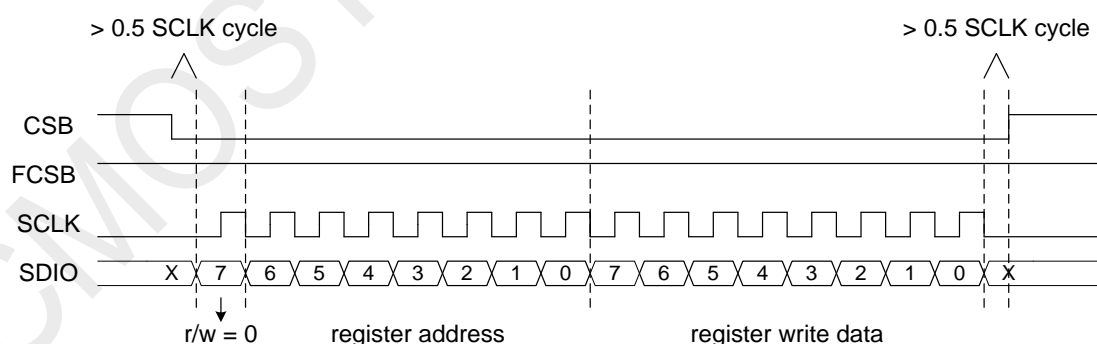 > 0.5 SCLK cycle > 0.5 SCLK cycle
CSB
FCSB
SCLK
SDIO X 7 6 5 4 3 2 1 0 7 6 5 4 3 2 1 0 X
r/w = 0 register address register write data
CMOST